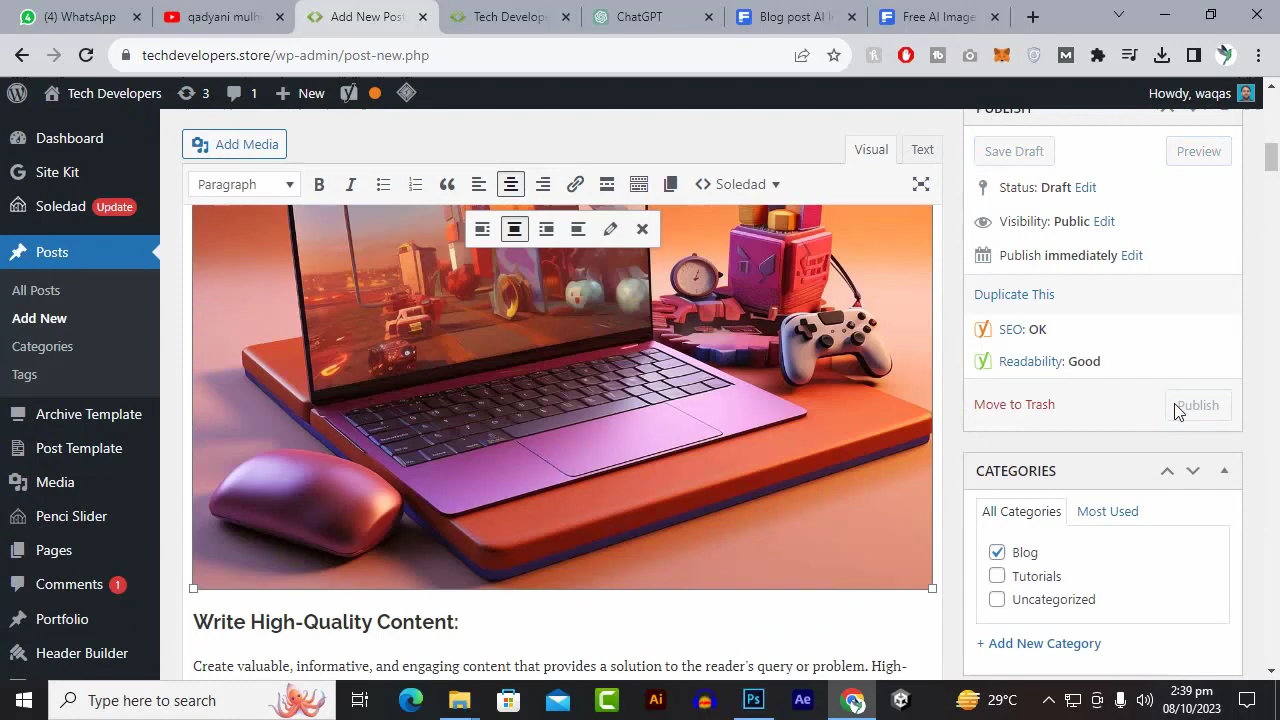 (4) WhatsApp
qadyani mulh
Add New Post
Tech Develop
ChatGPT
Blog post AI I
Free AI Image
techdevelopers.store/wp-admin/post-new.php
Tech Developers
3
1
New
Howdy, waqas
Dashboard
Site Kit
Soledad Update
Posts
All Posts
Add New
Categories
Tags
Archive Template
Post Template
Media
Penci Slider
Pages
Comments 1
Portfolio
Header Builder
Add Media
Visual
Text
Paragraph
Soledad
Write High-Quality Content:
Create valuable, informative, and engaging content that provides a solution to the reader's query or problem. High-
PUBLISH
Save Draft
Preview
Status: Draft Edit
Visibility: Public Edit
Publish immediately Edit
Duplicate This
SEO: OK
Readability: Good
Move to Trash
Publish
CATEGORIES
All Categories
Most Used
Blog
Tutorials
Uncategorized
+ Add New Category
Type here to search
29°C
2:39 pm
08/10/2023